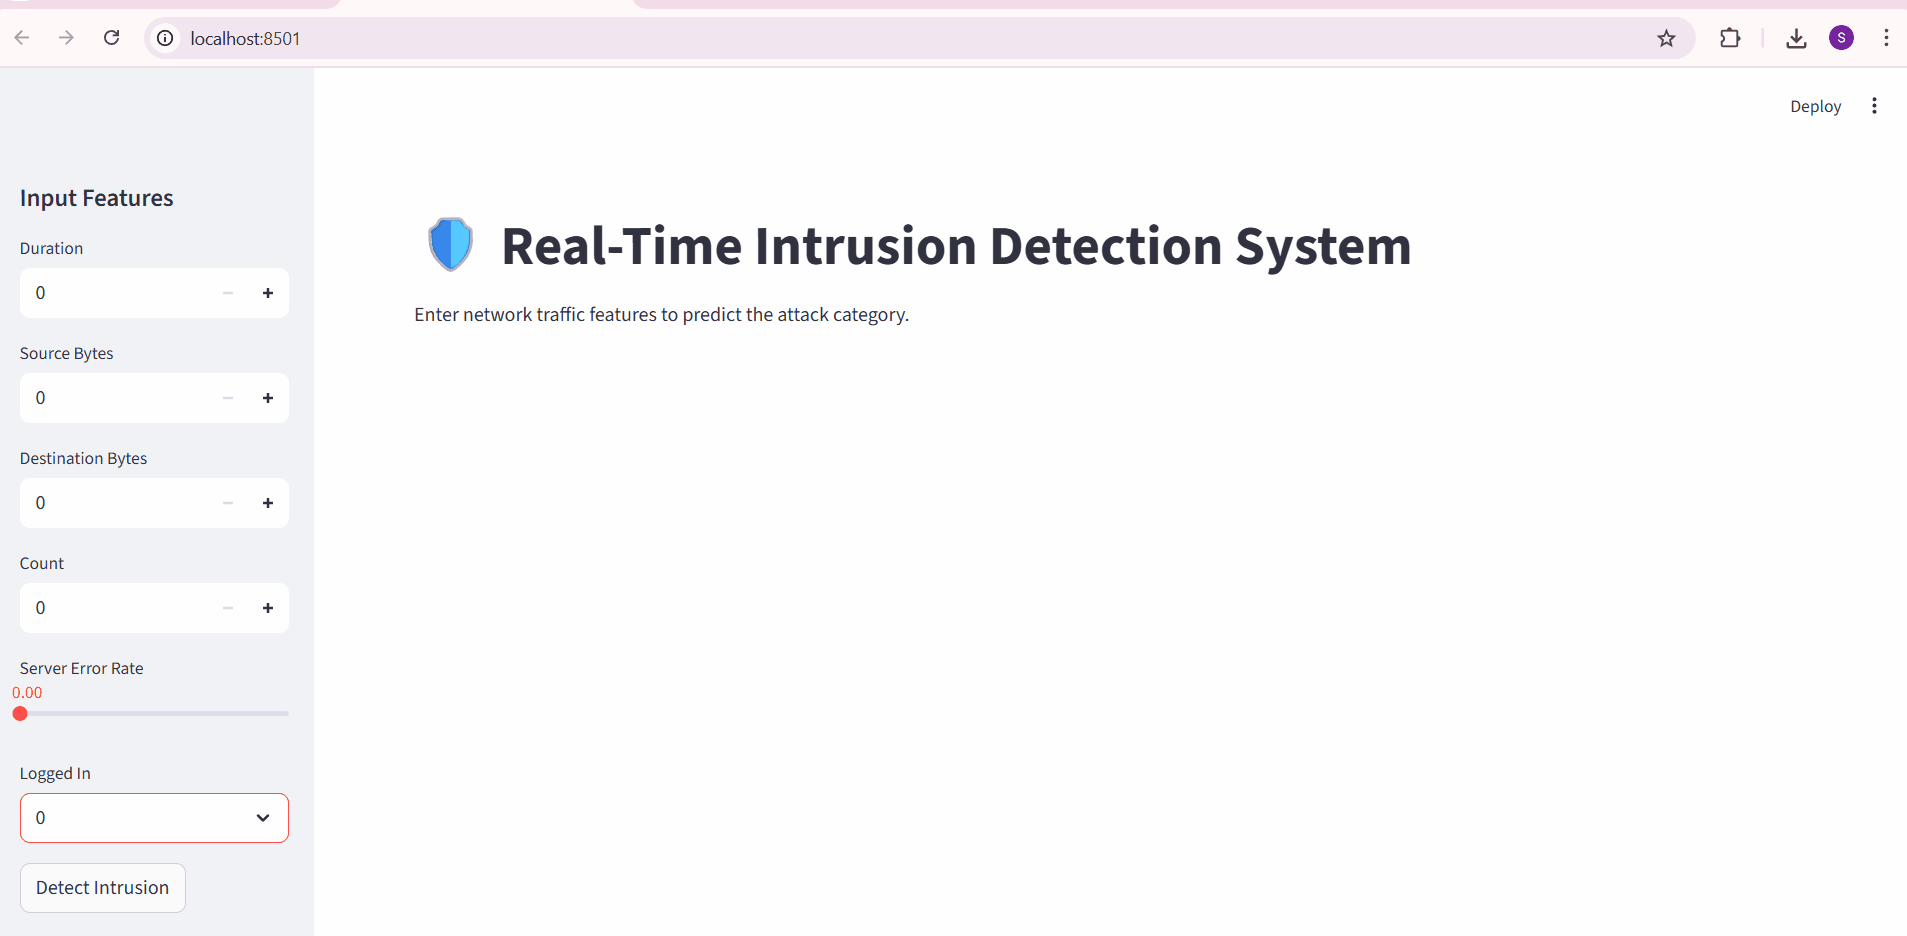 localhost:8501
S
Deploy
Input Features
Duration
0
Source Bytes
0
Destination Bytes
0
Count
0
Server Error Rate
0.00
Logged In
0
Detect Intrusion
Real-Time Intrusion Detection System
Enter network traffic features to predict the attack category.